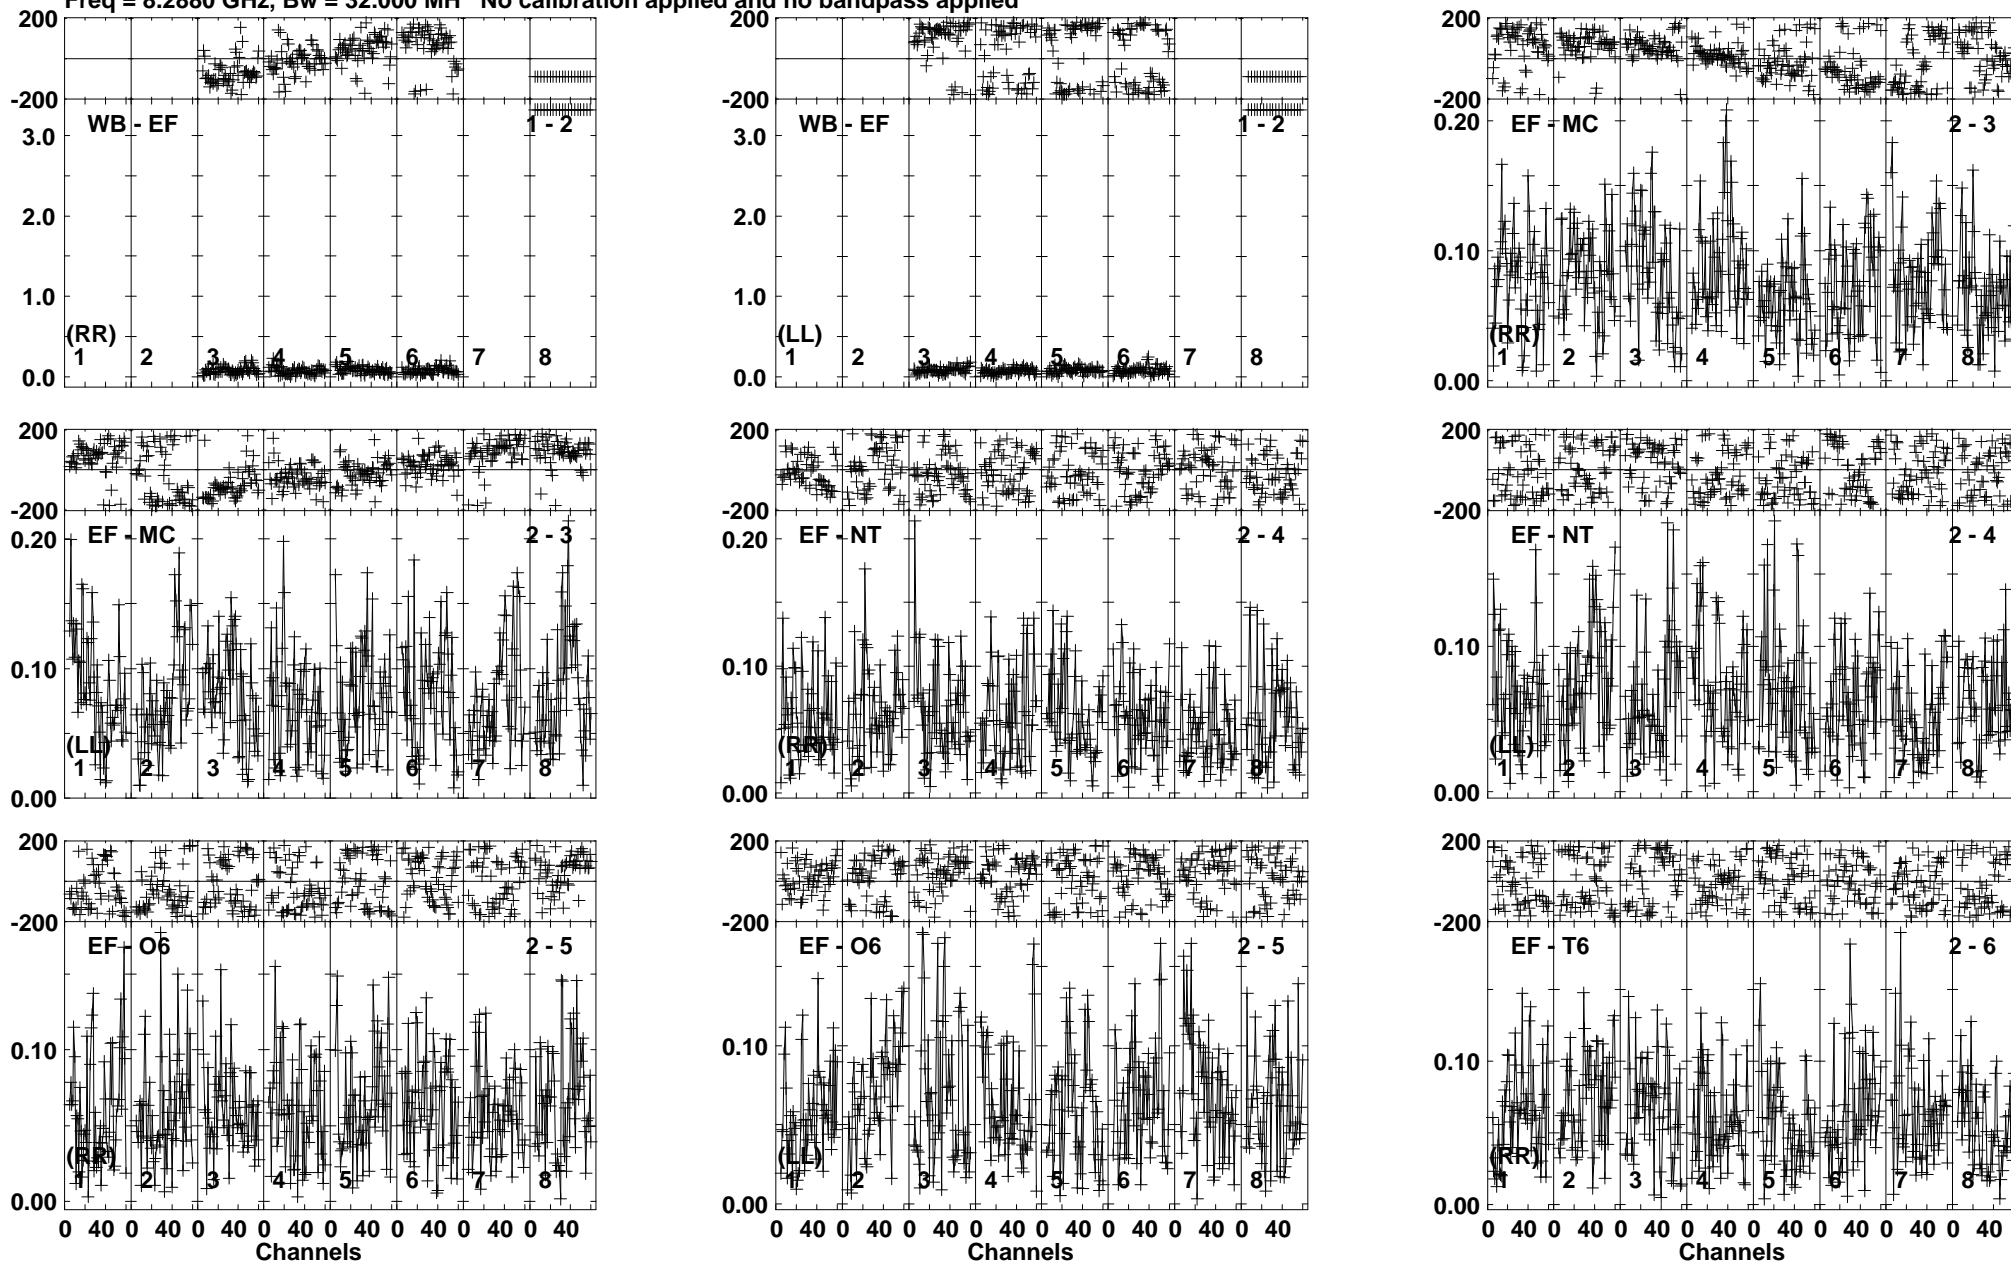 Freq = 8.2880 GHz, Bw = 32.000 MH No calibration applied and no bandpass applied
200 200 200
-200 -200 -200
WB - EF 1 - 2 WB - EF 1 - 2 EF - MC 2 - 3
3.0 3.0 0.20
2.0 2.0 0.10
1.0 1.0
(RR) (LL) (RR)
1 2 3 4 5 6 7 8 1 2 3 4 5 6 7 8 1 2 3 4 5 6 7 8
0.0 0.0 0.00
200 200 200
-200 -200 -200
EF - MC 2 - 3 EF - NT 2 - 4 EF - NT 2 - 4
0.20 0.20
0.10 0.10 0.10
(LL) (RR) (LL)
1 2 3 4 5 6 7 8 1 2 3 4 5 6 7 8 1 2 3 4 5 6 7 8
0.00 0.00 0.00
200 200 200
-200 -200 -200
EF - O6 2 - 5 EF - O6 2 - 5 EF - T6 2 - 6
0.10 0.10 0.10
(RR) (LL) (RR)
1 2 3 4 5 6 7 8 1 2 3 4 5 6 7 8 1 2 3 4 5 6 7 8
0.00 0.00 0.00
0 40 0 40 0 40 0 40 0 40 0 40 0 40 0 40 0 40 0 40 0 40 0 40 0 40 0 40 0 40 0 40 0 40 0 40 0 40 0 40 0 40 0 40 0 40 0 40
Channels Channels Channels